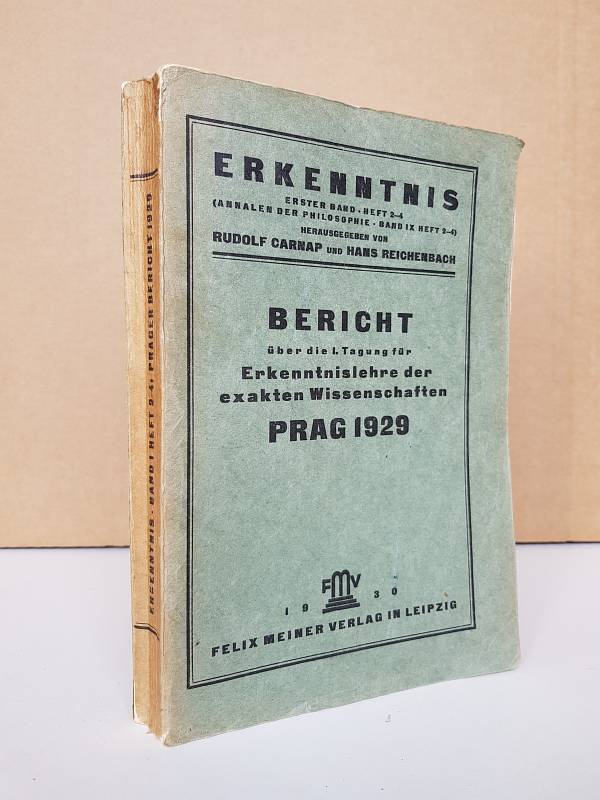 ERKENNTNIS
ERSTER BAND · HEFT 2–4
(ANNALEN DER PHILOSOPHIE · BAND IX HEFT 2–4)
HERAUSGEGEBEN VON
RUDOLF CARNAP UND HANS REICHENBACH
BERICHT
über die I. Tagung für
Erkenntnislehre der
exakten Wissenschaften
PRAG 1929
FMV
1930
FELIX MEINER VERLAG IN LEIPZIG
ERKENNTNIS · BAND I HEFT 2–4, PRAGER BERICHT 1929